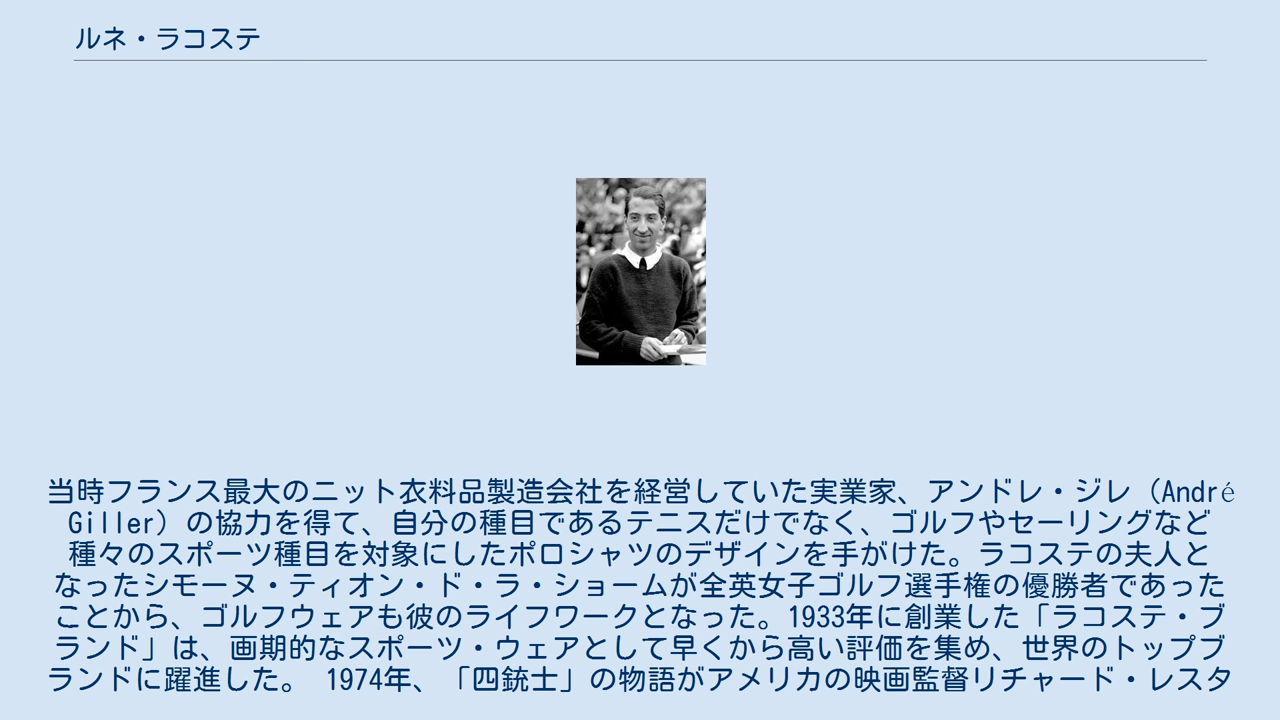 ルネ・ラコステ
当時フランス最大のニット衣料品製造会社を経営していた実業家、アンドレ・ジレ（André
Giller）の協力を得て、自分の種目であるテニスだけでなく、ゴルフやセーリングなど
種々のスポーツ種目を対象にしたポロシャツのデザインを手がけた。ラコステの夫人と
なったシモーヌ・ティオン・ド・ラ・ショームが全英女子ゴルフ選手権の優勝者であった
ことから、ゴルフウェアも彼のライフワークとなった。1933年に創業した「ラコステ・ブ
ランド」は、画期的なスポーツ・ウェアとして早くから高い評価を集め、世界のトップブ
ランドに躍進した。 1974年、「四銃士」の物語がアメリカの映画監督リチャード・レスタ